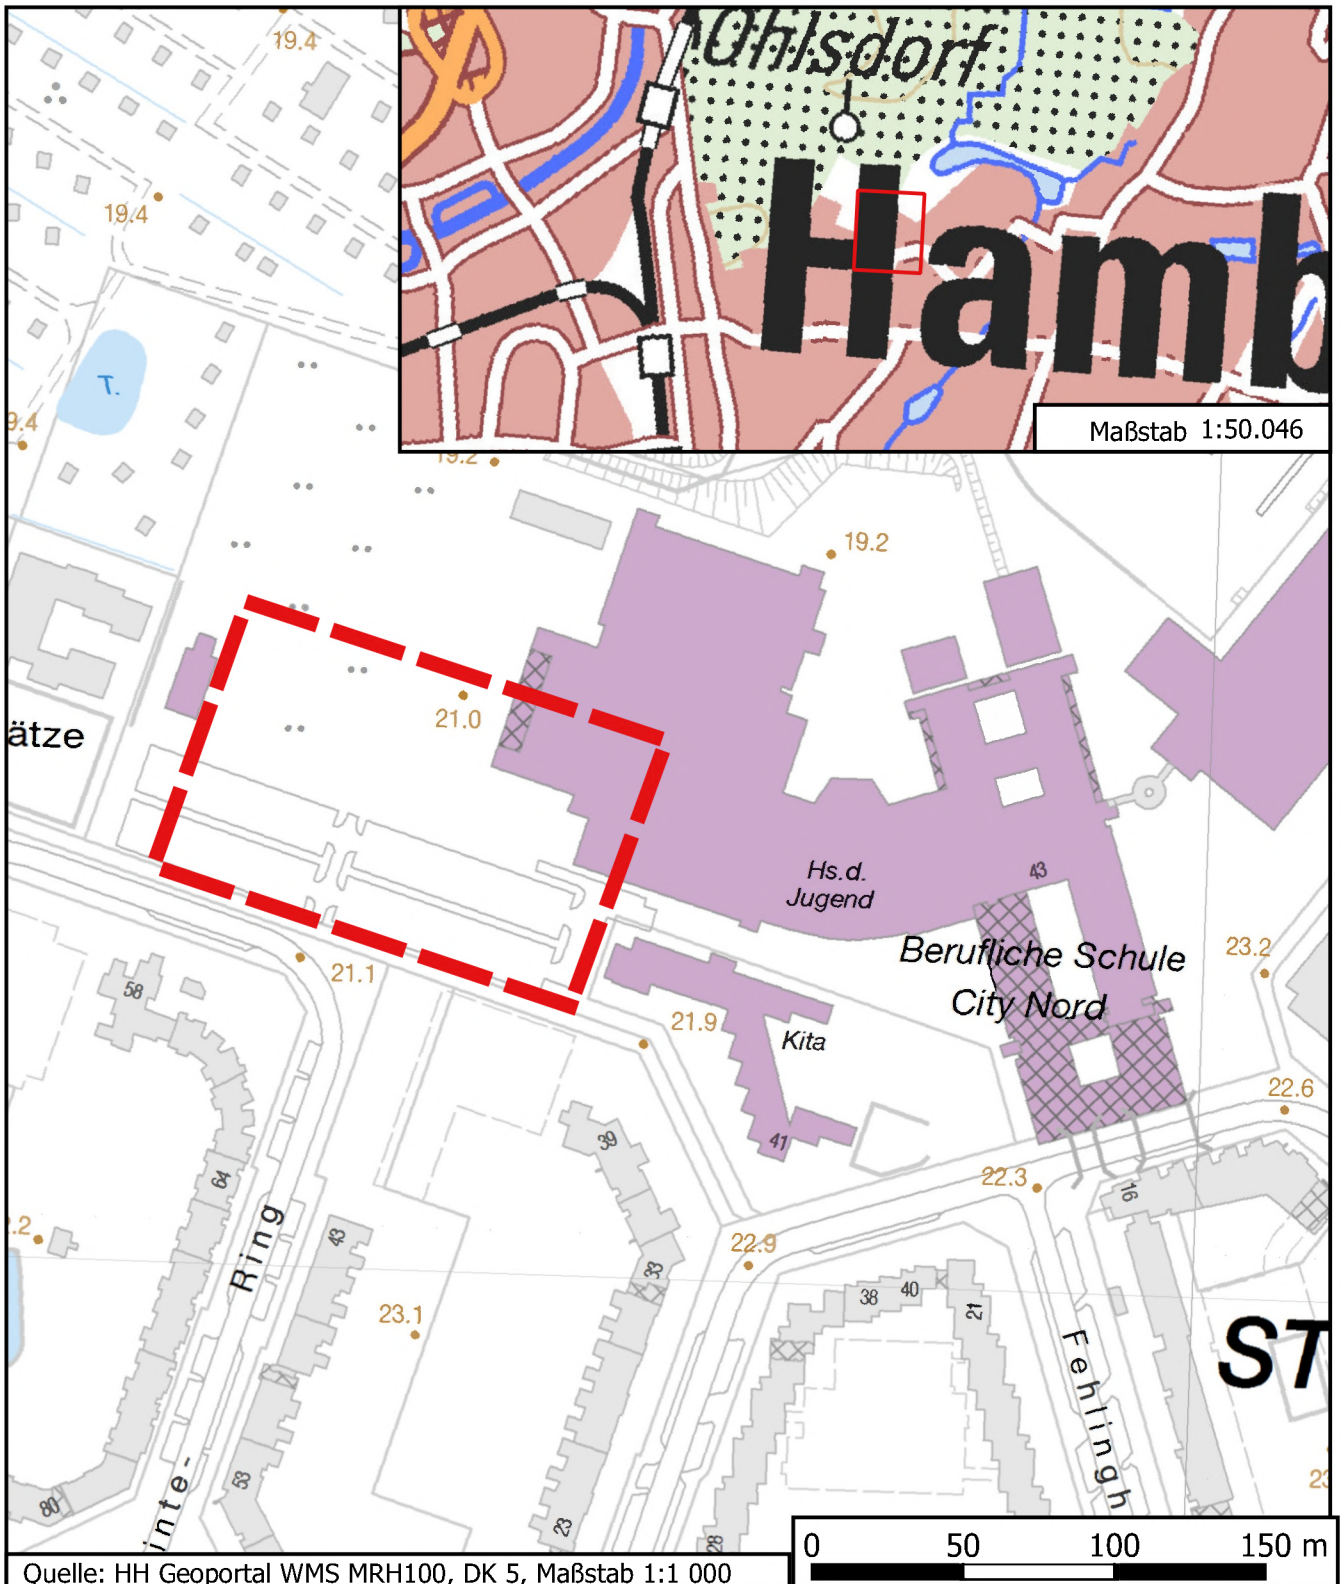 19.4
Ohlsdorf
Hamb
Maßstab 1:50.046
19.4
T.
9.4
19.2
19.2
21.0
ätze
Hs.d.
Jugend
43
Berufliche Schule
City Nord
23.2
21.1
58
21.9
Kita
22.6
41
39
64
22.3
16
.2
Ring
43
33
22.9
38
40
21
23.1
ST
Fehlingh
53
inte-
80
23
28
23
0 50 100 150 m
Quelle: HH Geoportal WMS MRH100, DK 5, Maßstab 1:1 000